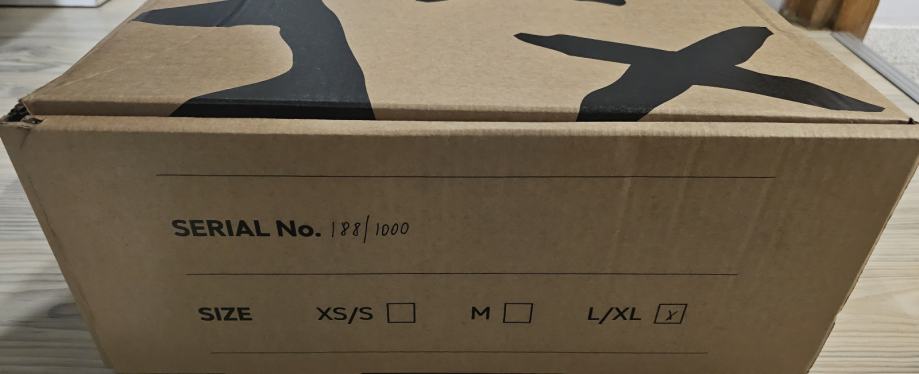 SERIAL No. 188/1000
SIZE XS/S M L/XL x